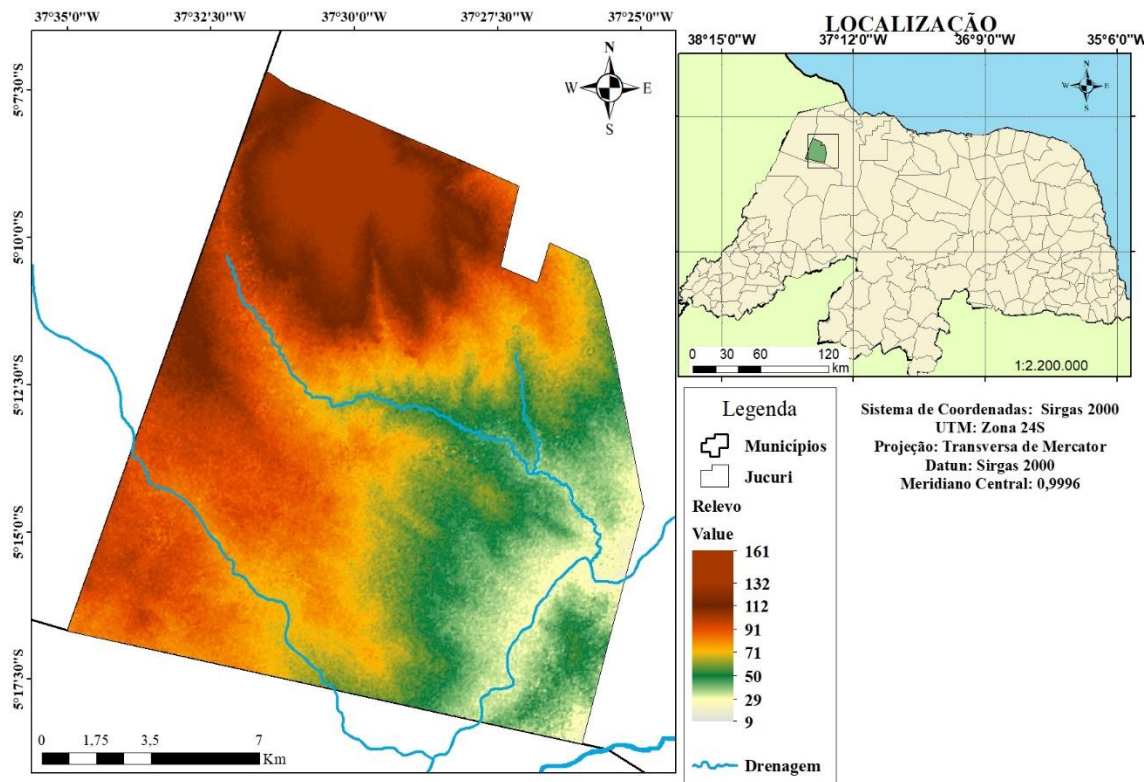 37°35'0"W 37°32'30"W 37°30'0"W 37°27'30"W 37°25'0"W
N
W E
S
5°7'30"S
5°10'0"S
5°12'30"S
5°15'0"S
5°17'30"S
0 1,75 3,5 7
Km
LOCALIZAÇÃO
38°15'0"W 37°12'0"W 36°9'0"W 35°6'0"W
N
W E
S
0 30 60 120
km
1:2.200.000
Legenda
Municípios
Jucuri
Relevo
Value
161
132
112
91
71
50
29
9
Drenagem
Sistema de Coordenadas: Sirgas 2000
UTM: Zona 24S
Projeção: Transversa de Mercator
Datun: Sirgas 2000
Meridiano Central: 0,9996